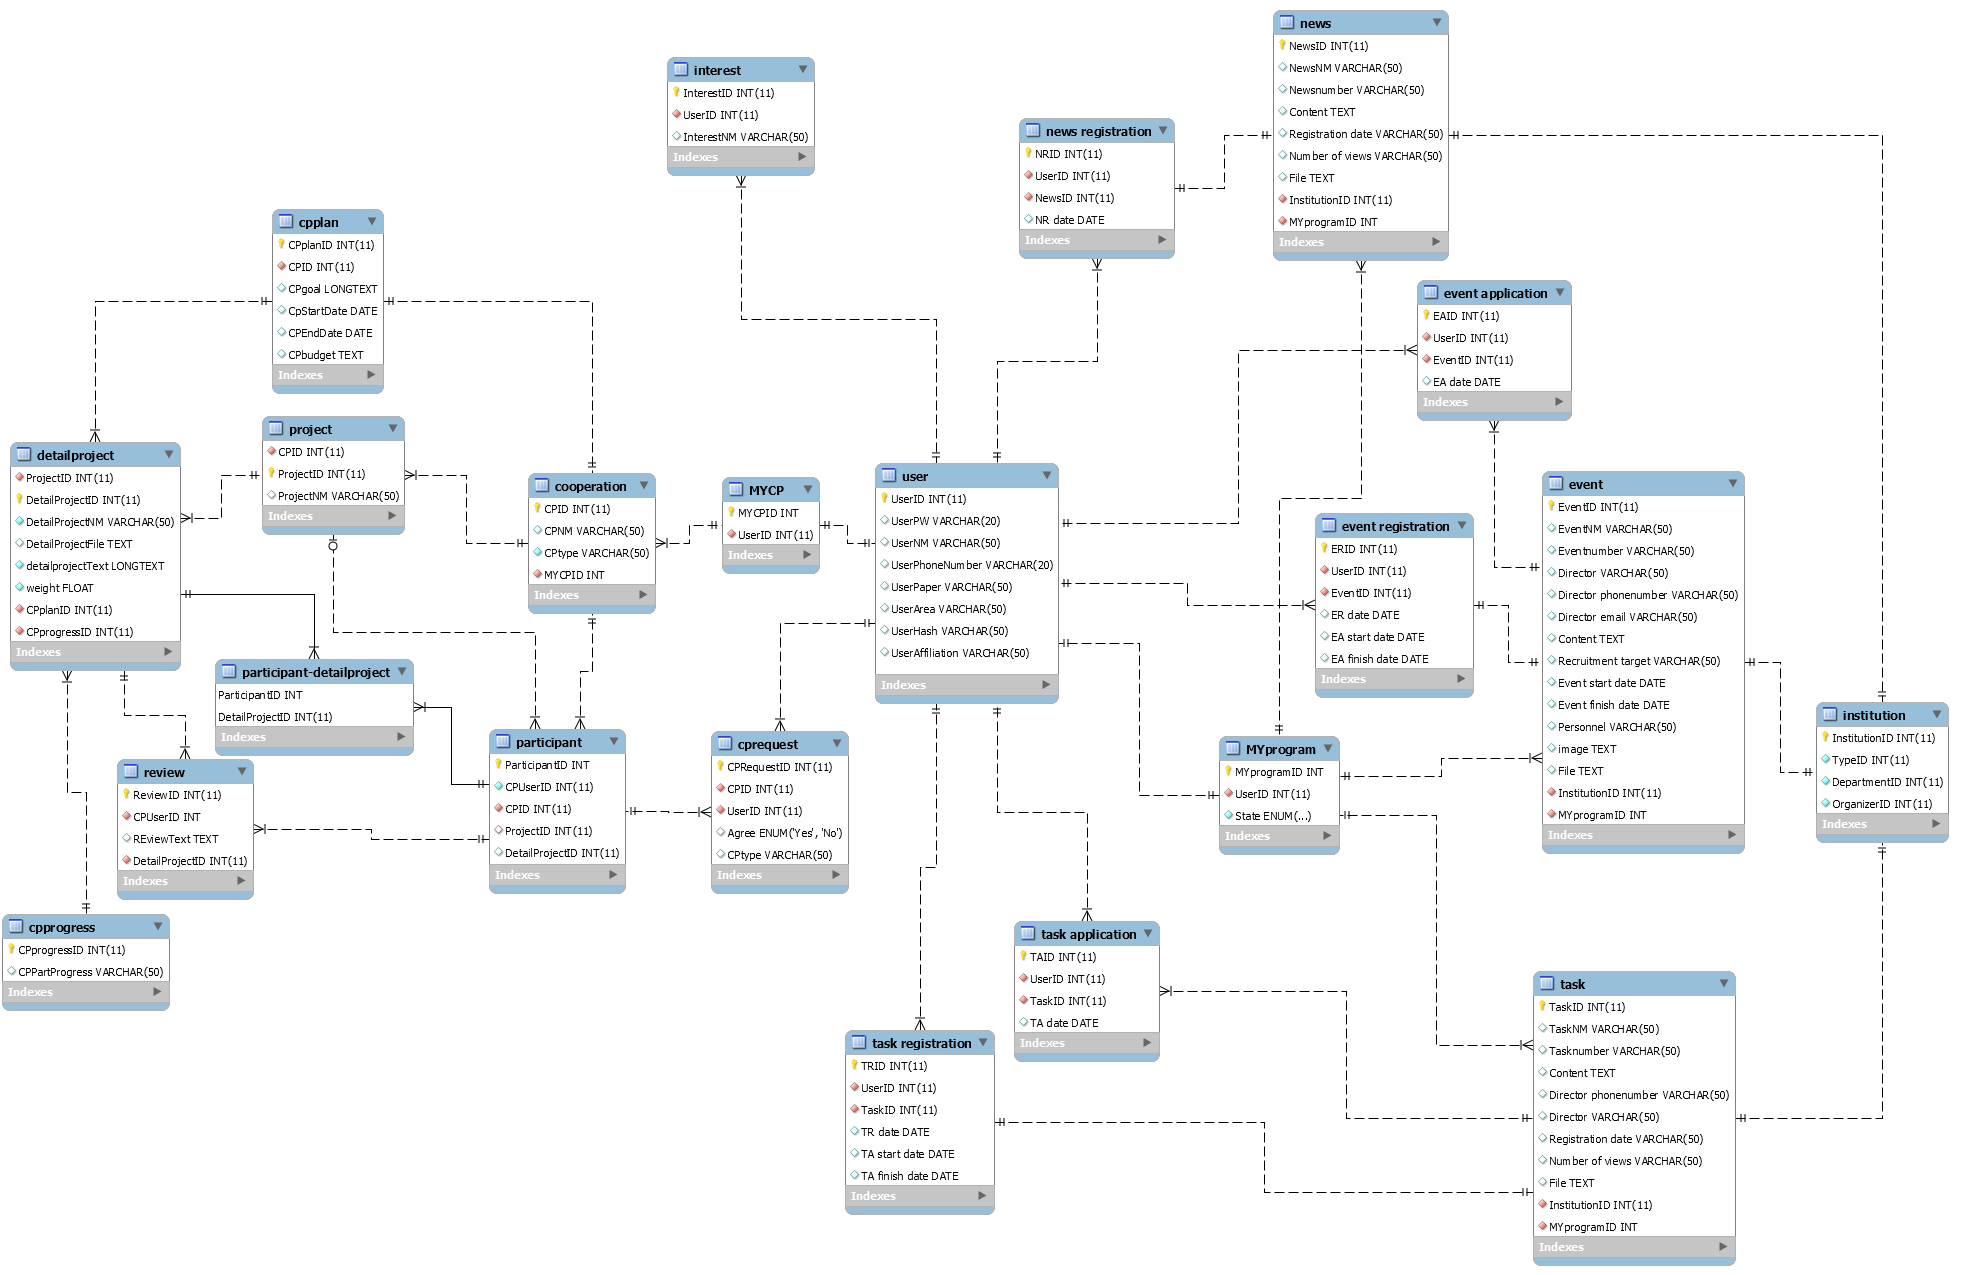 news
NewsID INT(11)
NewsNM VARCHAR(50)
Newsnumber VARCHAR(50)
Content TEXT
Registration date VARCHAR(50)
Number of views VARCHAR(50)
File TEXT
InstitutionID INT(11)
MYprogramID INT
Indexes
interest
InterestID INT(11)
UserID INT(11)
InterestNM VARCHAR(50)
Indexes
news registration
NRID INT(11)
UserID INT(11)
NewsID INT(11)
NR date DATE
Indexes
cpplan
CPplanID INT(11)
CPID INT(11)
CPgoal LONGTEXT
CpStartDate DATE
CPEndDate DATE
CPbudget TEXT
Indexes
event application
EAID INT(11)
UserID INT(11)
EventID INT(11)
EA date DATE
Indexes
project
CPID INT(11)
ProjectID INT(11)
ProjectNM VARCHAR(50)
Indexes
detailproject
ProjectID INT(11)
DetailProjectID INT(11)
DetailProjectNM VARCHAR(50)
DetailProjectFile TEXT
detailprojectText LONGTEXT
weight FLOAT
CPplanID INT(11)
CPprogressID INT(11)
Indexes
cooperation
CPID INT(11)
CPNM VARCHAR(50)
CPtype VARCHAR(50)
MYCPID INT
Indexes
MYCP
MYCPID INT
UserID INT(11)
Indexes
user
UserID INT(11)
UserPW VARCHAR(20)
UserNM VARCHAR(50)
UserPhoneNumber VARCHAR(20)
UserPaper VARCHAR(50)
UserArea VARCHAR(50)
UserHash VARCHAR(50)
UserAffiliation VARCHAR(50)
Indexes
event registration
ERID INT(11)
UserID INT(11)
EventID INT(11)
ER date DATE
EA start date DATE
EA finish date DATE
Indexes
event
EventID INT(11)
EventNM VARCHAR(50)
Eventnumber VARCHAR(50)
Director VARCHAR(50)
Director phonenumber VARCHAR(50)
Director email VARCHAR(50)
Content TEXT
Recruitment target VARCHAR(50)
Event start date DATE
Event finish date DATE
Personnel VARCHAR(50)
image TEXT
File TEXT
InstitutionID INT(11)
MYprogramID INT
Indexes
institution
InstitutionID INT(11)
TypeID INT(11)
DepartmentID INT(11)
OrganizerID INT(11)
Indexes
participant-detailproject
ParticipantID INT
DetailProjectID INT(11)
Indexes
review
ReviewID INT(11)
CPUserID INT
REviewText TEXT
DetailProjectID INT(11)
Indexes
participant
ParticipantID INT
CPUserID INT(11)
CPID INT(11)
ProjectID INT(11)
DetailProjectID INT(11)
Indexes
cprequest
CPRequestID INT(11)
CPID INT(11)
UserID INT(11)
Agree ENUM('Yes', 'No')
CPtype VARCHAR(50)
Indexes
MYprogram
MYprogramID INT
UserID INT(11)
State ENUM(...)
Indexes
cpprogress
CPprogressID INT(11)
CPPartProgress VARCHAR(50)
Indexes
task application
TAID INT(11)
UserID INT(11)
TaskID INT(11)
TA date DATE
Indexes
task registration
TRID INT(11)
UserID INT(11)
TaskID INT(11)
TR date DATE
TA start date DATE
TA finish date DATE
Indexes
task
TaskID INT(11)
TaskNM VARCHAR(50)
Tasknumber VARCHAR(50)
Content TEXT
Director phonenumber VARCHAR(50)
Director VARCHAR(50)
Registration date VARCHAR(50)
Number of views VARCHAR(50)
File TEXT
InstitutionID INT(11)
MYprogramID INT
Indexes